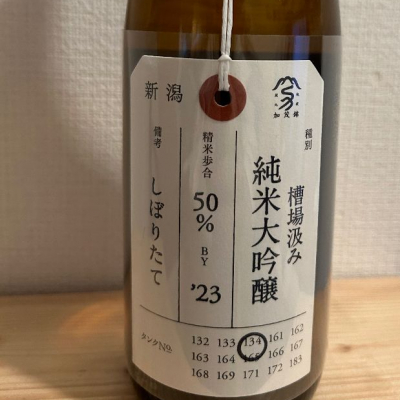 新潟
加茂錦
種別
槽場汲み
純米大吟醸
精米歩合
50%
BY
'23
備考
しぼりたて
タンクNo.
132 133 134 161 162
163 164 165 166 167
168 169 171 172 183